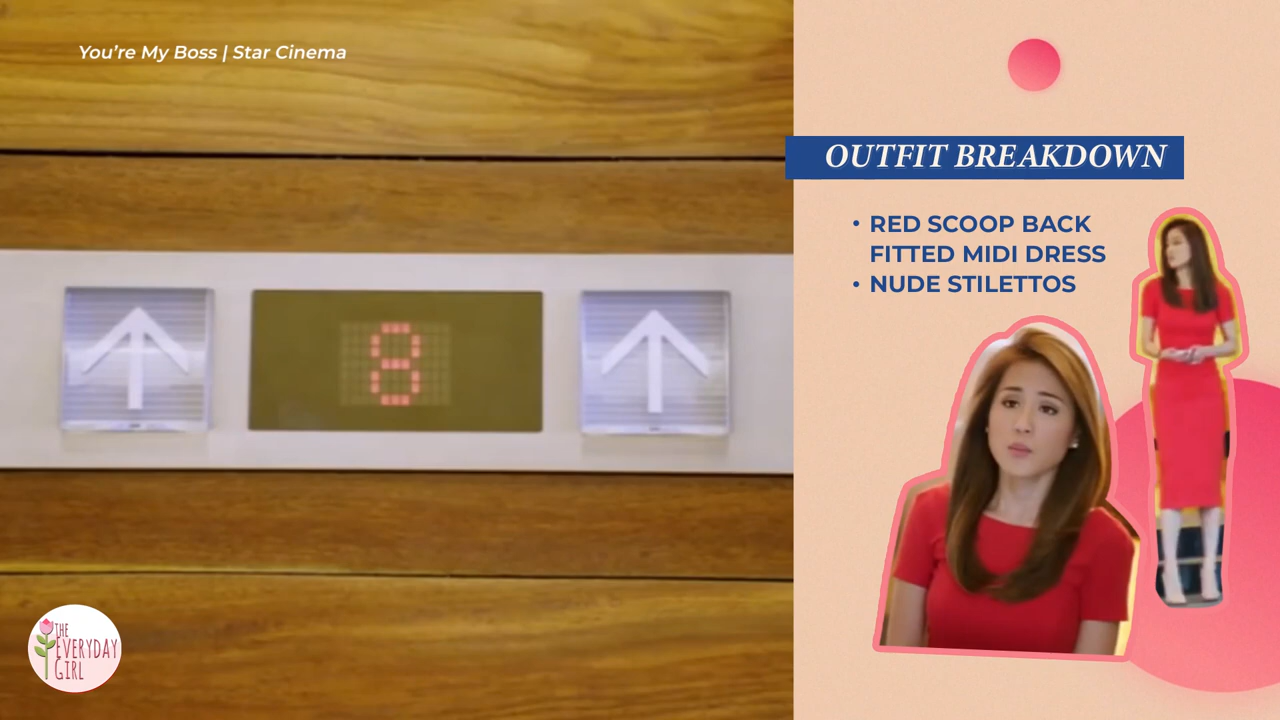 You're My Boss | Star Cinema
8
THE
EVERYDAY
GIRL
OUTFIT BREAKDOWN
• RED SCOOP BACK
FITTED MIDI DRESS
• NUDE STILETTOS